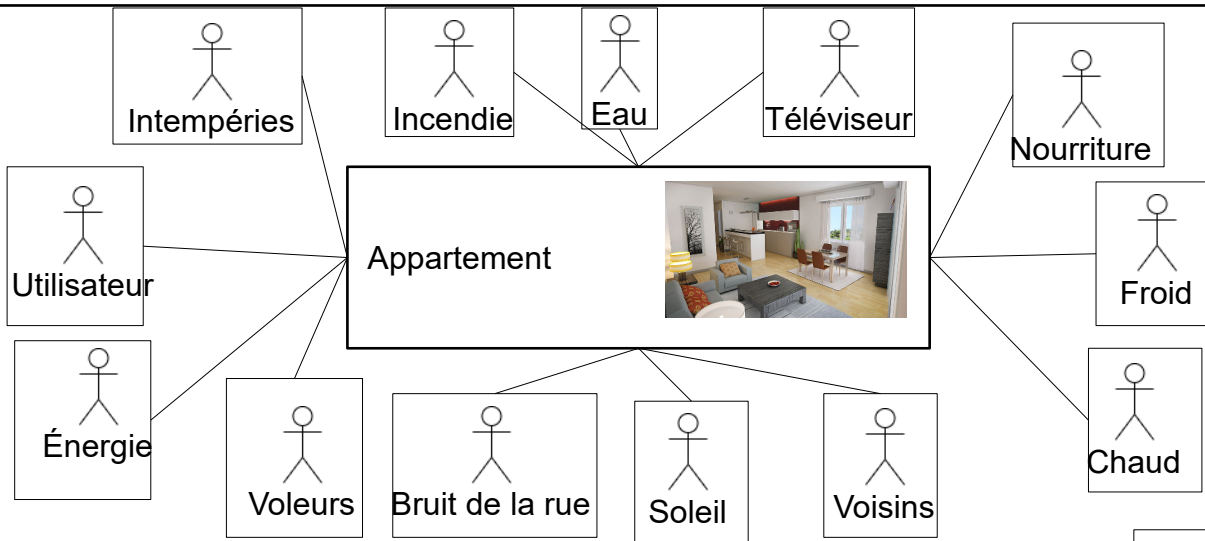 Intempéries
Incendie
Eau
Téléviseur
Nourriture
Utilisateur
Appartement
Froid
Énergie
Voleurs
Bruit de la rue
Soleil
Voisins
Chaud